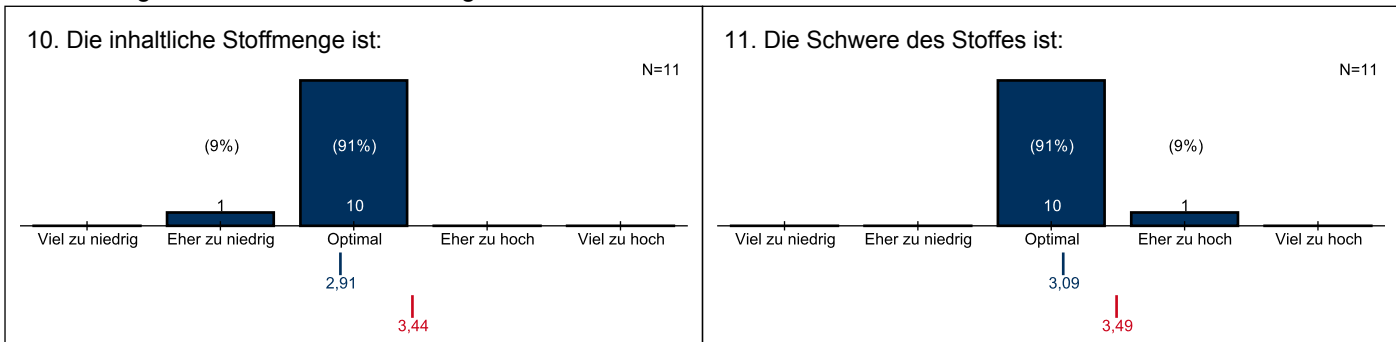 10. Die inhaltliche Stoffmenge ist:
N=11
(9%)
(91%)
1
10
Viel zu niedrig
Eher zu niedrig
Optimal
Eher zu hoch
Viel zu hoch
2,91
3,44
11. Die Schwere des Stoffes ist:
N=11
(91%)
(9%)
10
1
Viel zu niedrig
Eher zu niedrig
Optimal
Eher zu hoch
Viel zu hoch
3,09
3,49